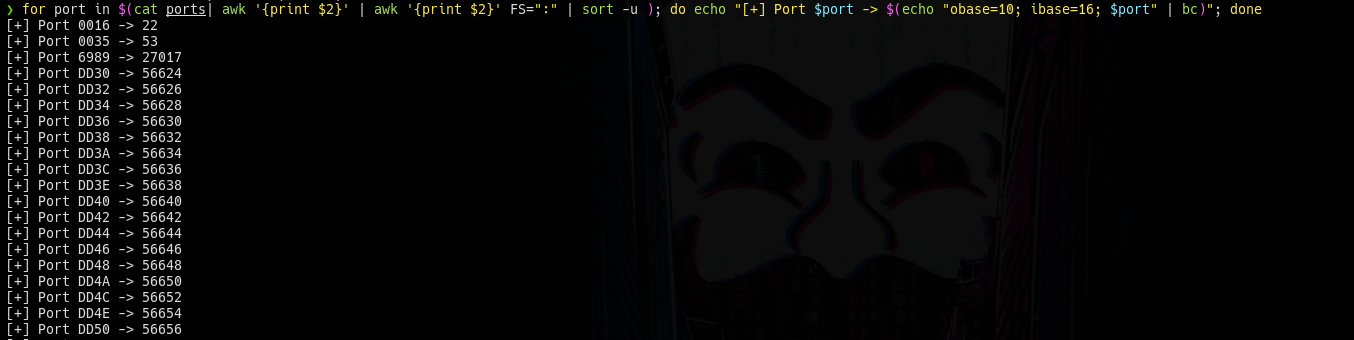 ❯ for port in $(cat ports| awk '{print $2}' | awk '{print $2}' FS=":" | sort -u ); do echo "[+] Port $port -> $(echo "obase=10; ibase=16; $port" | bc)"; done
[+] Port 0016 -> 22
[+] Port 0035 -> 53
[+] Port 6989 -> 27017
[+] Port DD30 -> 56624
[+] Port DD32 -> 56626
[+] Port DD34 -> 56628
[+] Port DD36 -> 56630
[+] Port DD38 -> 56632
[+] Port DD3A -> 56634
[+] Port DD3C -> 56636
[+] Port DD3E -> 56638
[+] Port DD40 -> 56640
[+] Port DD42 -> 56642
[+] Port DD44 -> 56644
[+] Port DD46 -> 56646
[+] Port DD48 -> 56648
[+] Port DD4A -> 56650
[+] Port DD4C -> 56652
[+] Port DD4E -> 56654
[+] Port DD50 -> 56656